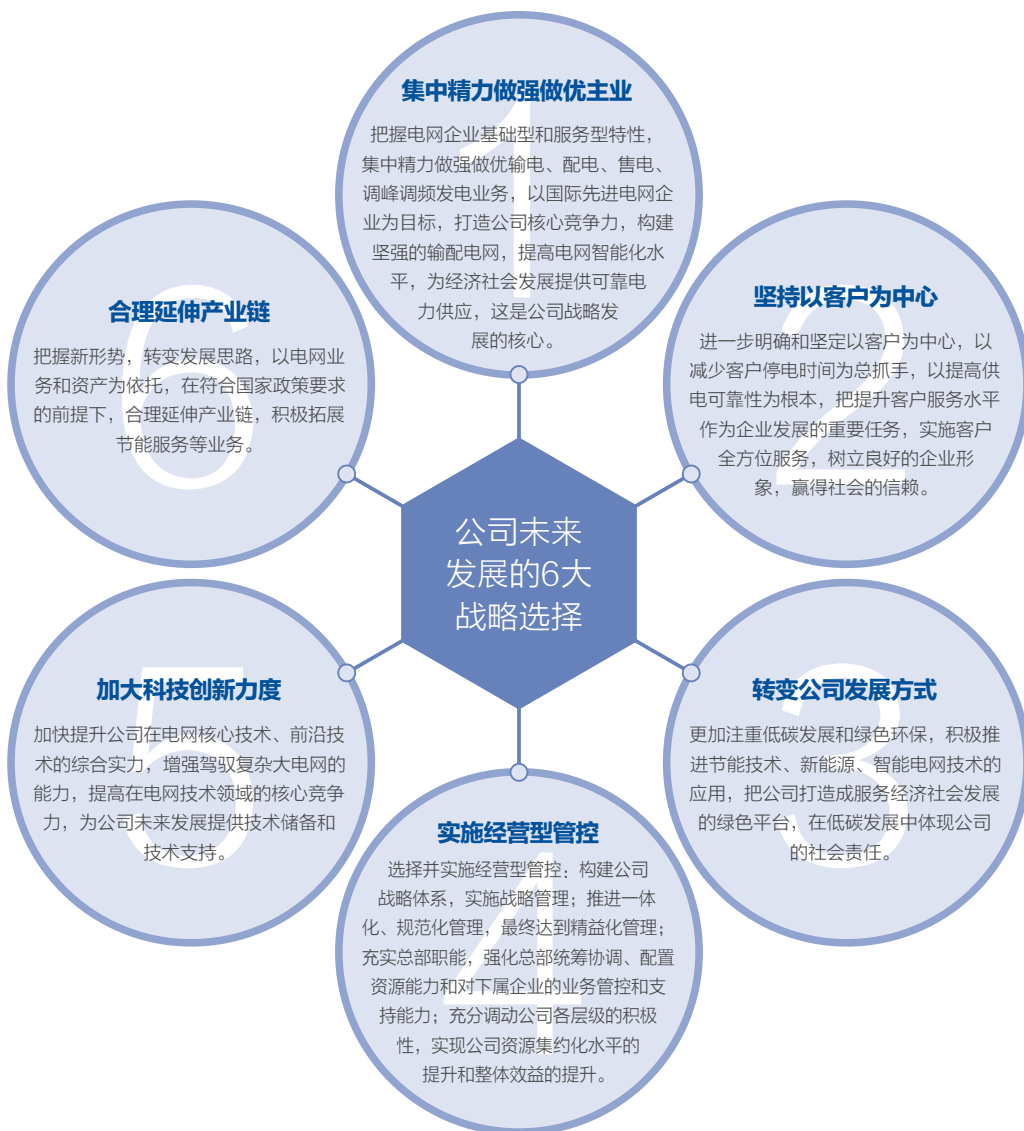 公司未来
发展的6大
战略选择
1
集中精力做强做优主业
把握电网企业基础型和服务型特性，
集中精力做强做优输电、配电、售电、
调峰调频发电业务，以国际先进电网企
业为目标，打造公司核心竞争力，构建
坚强的输配电网，提高电网智能化水
平，为经济社会发展提供可靠电
力供应，这是公司战略发
展的核心。
2
坚持以客户为中心
进一步明确和坚定以客户为中心，以
减少客户停电时间为总抓手，以提高供
电可靠性为根本，把提升客户服务水平
作为企业发展的重要任务，实施客户
全方位服务，树立良好的企业形
象，赢得社会的信赖。
3
转变公司发展方式
更加注重低碳发展和绿色环保，积极推
进节能技术、新能源、智能电网技术的
应用，把公司打造成服务经济社会发展
的绿色平台，在低碳发展中体现公司
的社会责任。
4
实施经营型管控
选择并实施经营型管控：构建公司
战略体系，实施战略管理；推进一体
化、规范化管理，最终达到精益化管理；
充实总部职能，强化总部统筹协调、配置
资源能力和对下属企业的业务管控和支
持能力；充分调动公司各层级的积极
性，实现公司资源集约化水平的
提升和整体效益的提升。
5
加大科技创新力度
加快提升公司在电网核心技术、前沿技
术的综合实力，增强驾驭复杂大电网的
能力，提高在电网技术领域的核心竞争
力，为公司未来发展提供技术储备和
技术支持。
6
合理延伸产业链
把握新形势，转变发展思路，以电网业
务和资产为依托，在符合国家政策要求
的前提下，合理延伸产业链，积极拓展
节能服务等业务。